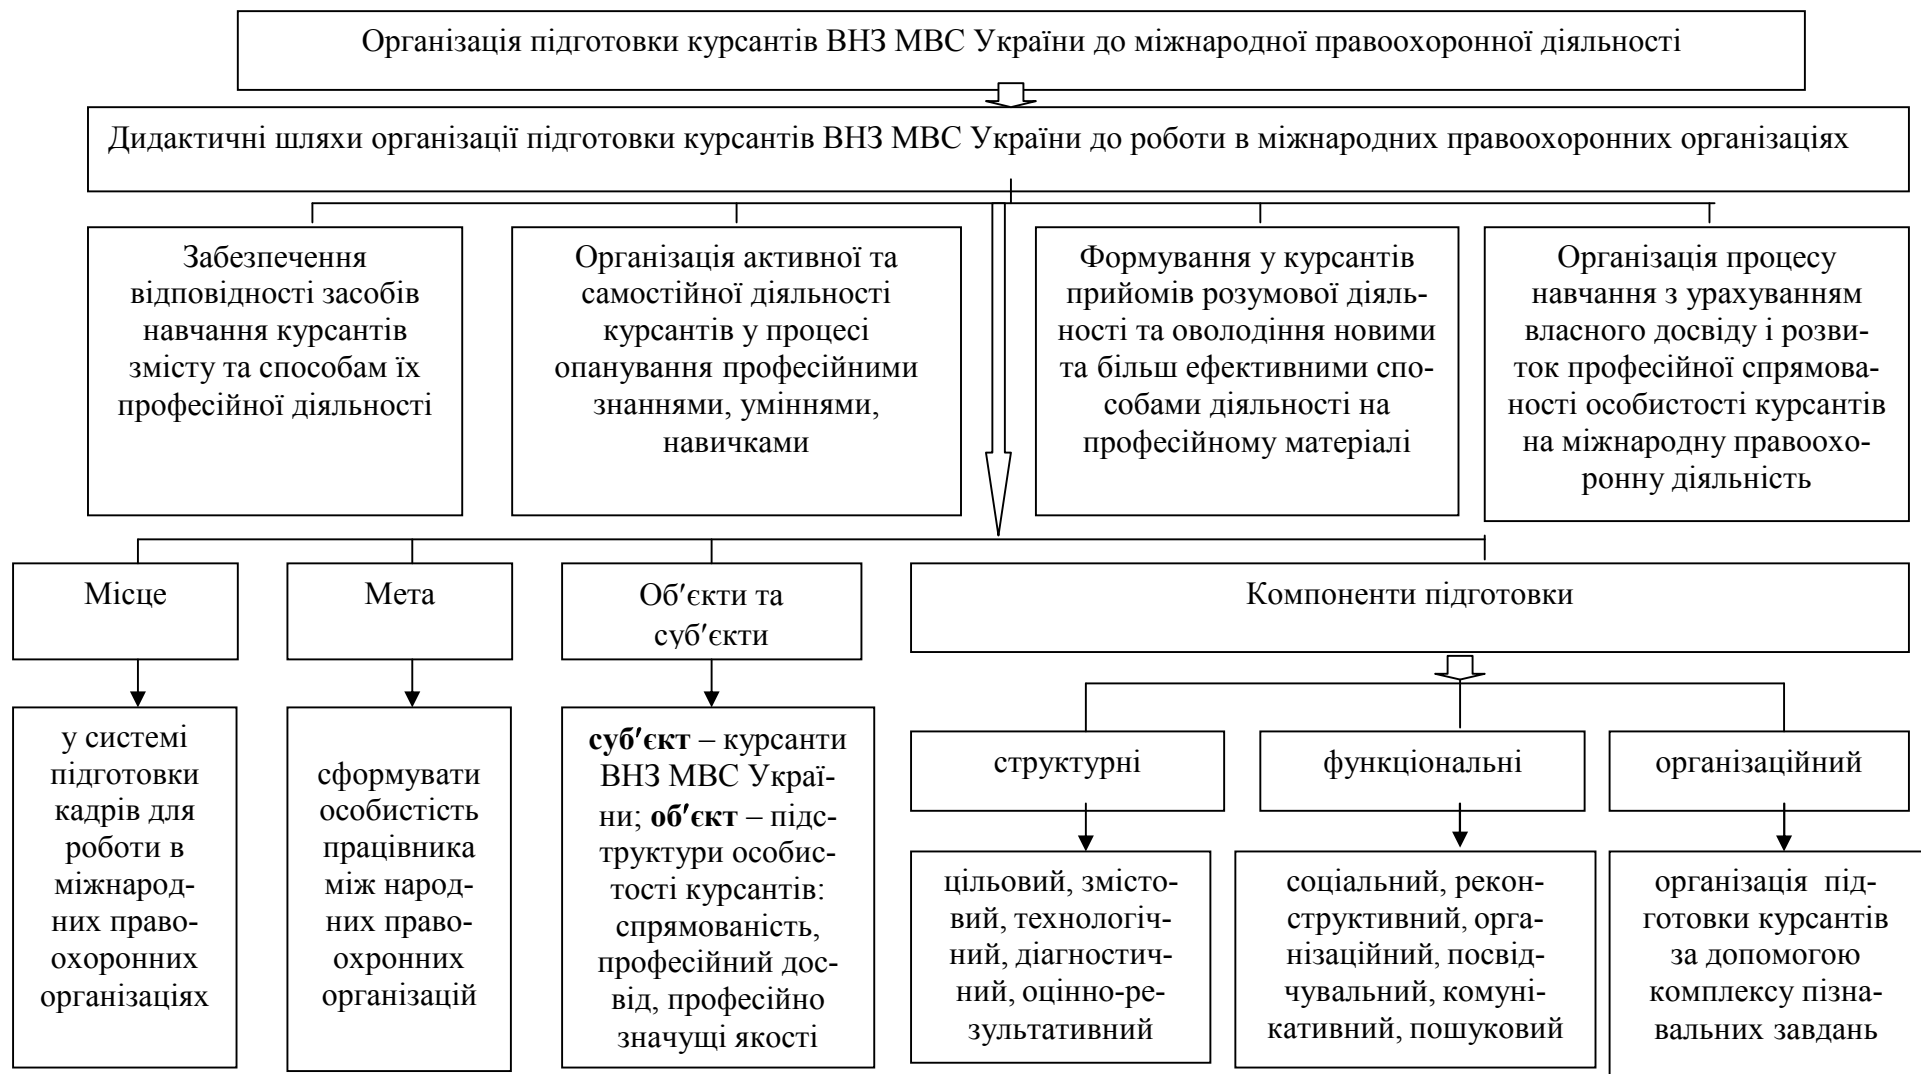 Організація підготовки курсантів ВНЗ МВС України до міжнародної правоохоронної діяльності
Дидактичні шляхи організації підготовки курсантів ВНЗ МВС України до роботи в міжнародних правоохоронних організаціях
Забезпечення
відповідності засобів
навчання курсантів
змісту та способам їх
професійної діяльності
Організація активної та
самостійної діяльності
курсантів у процесі
опанування професійними
знаннями, уміннями,
навичками
Формування у курсантів
прийомів розумової діяль-
ності та оволодіння новими
та більш ефективними спо-
собами діяльності на
професійному матеріалі
Організація процесу
навчання з урахуванням
власного досвіду і розви-
ток професійної спрямова-
ності особистості курсантів
на міжнародну правоохо-
ронну діяльність
Місце
Мета
Об′єкти та
суб′єкти
Компоненти підготовки
у системі
підготовки
кадрів для
роботи в
міжнарод-
них право-
охоронних
організаціях
сформувати
особистість
працівника
між народ-
них право-
охронних
організацій
суб′єкт – курсанти
ВНЗ МВС Украї-
ни; об′єкт – підс-
труктури особис-
тості курсантів:
спрямованість,
професійний дос-
від, професійно
значущі якості
структурні
функціональні
організаційний
цільовий, змісто-
вий, технологіч-
ний, діагностич-
ний, оцінно-ре-
зультативний
соціальний, рекон-
структивний, орга-
нізаційний, посвід-
чувальний, комуні-
кативний, пошуковий
організація під-
готовки курсантів
за допомогою
комплексу пізна-
вальних завдань